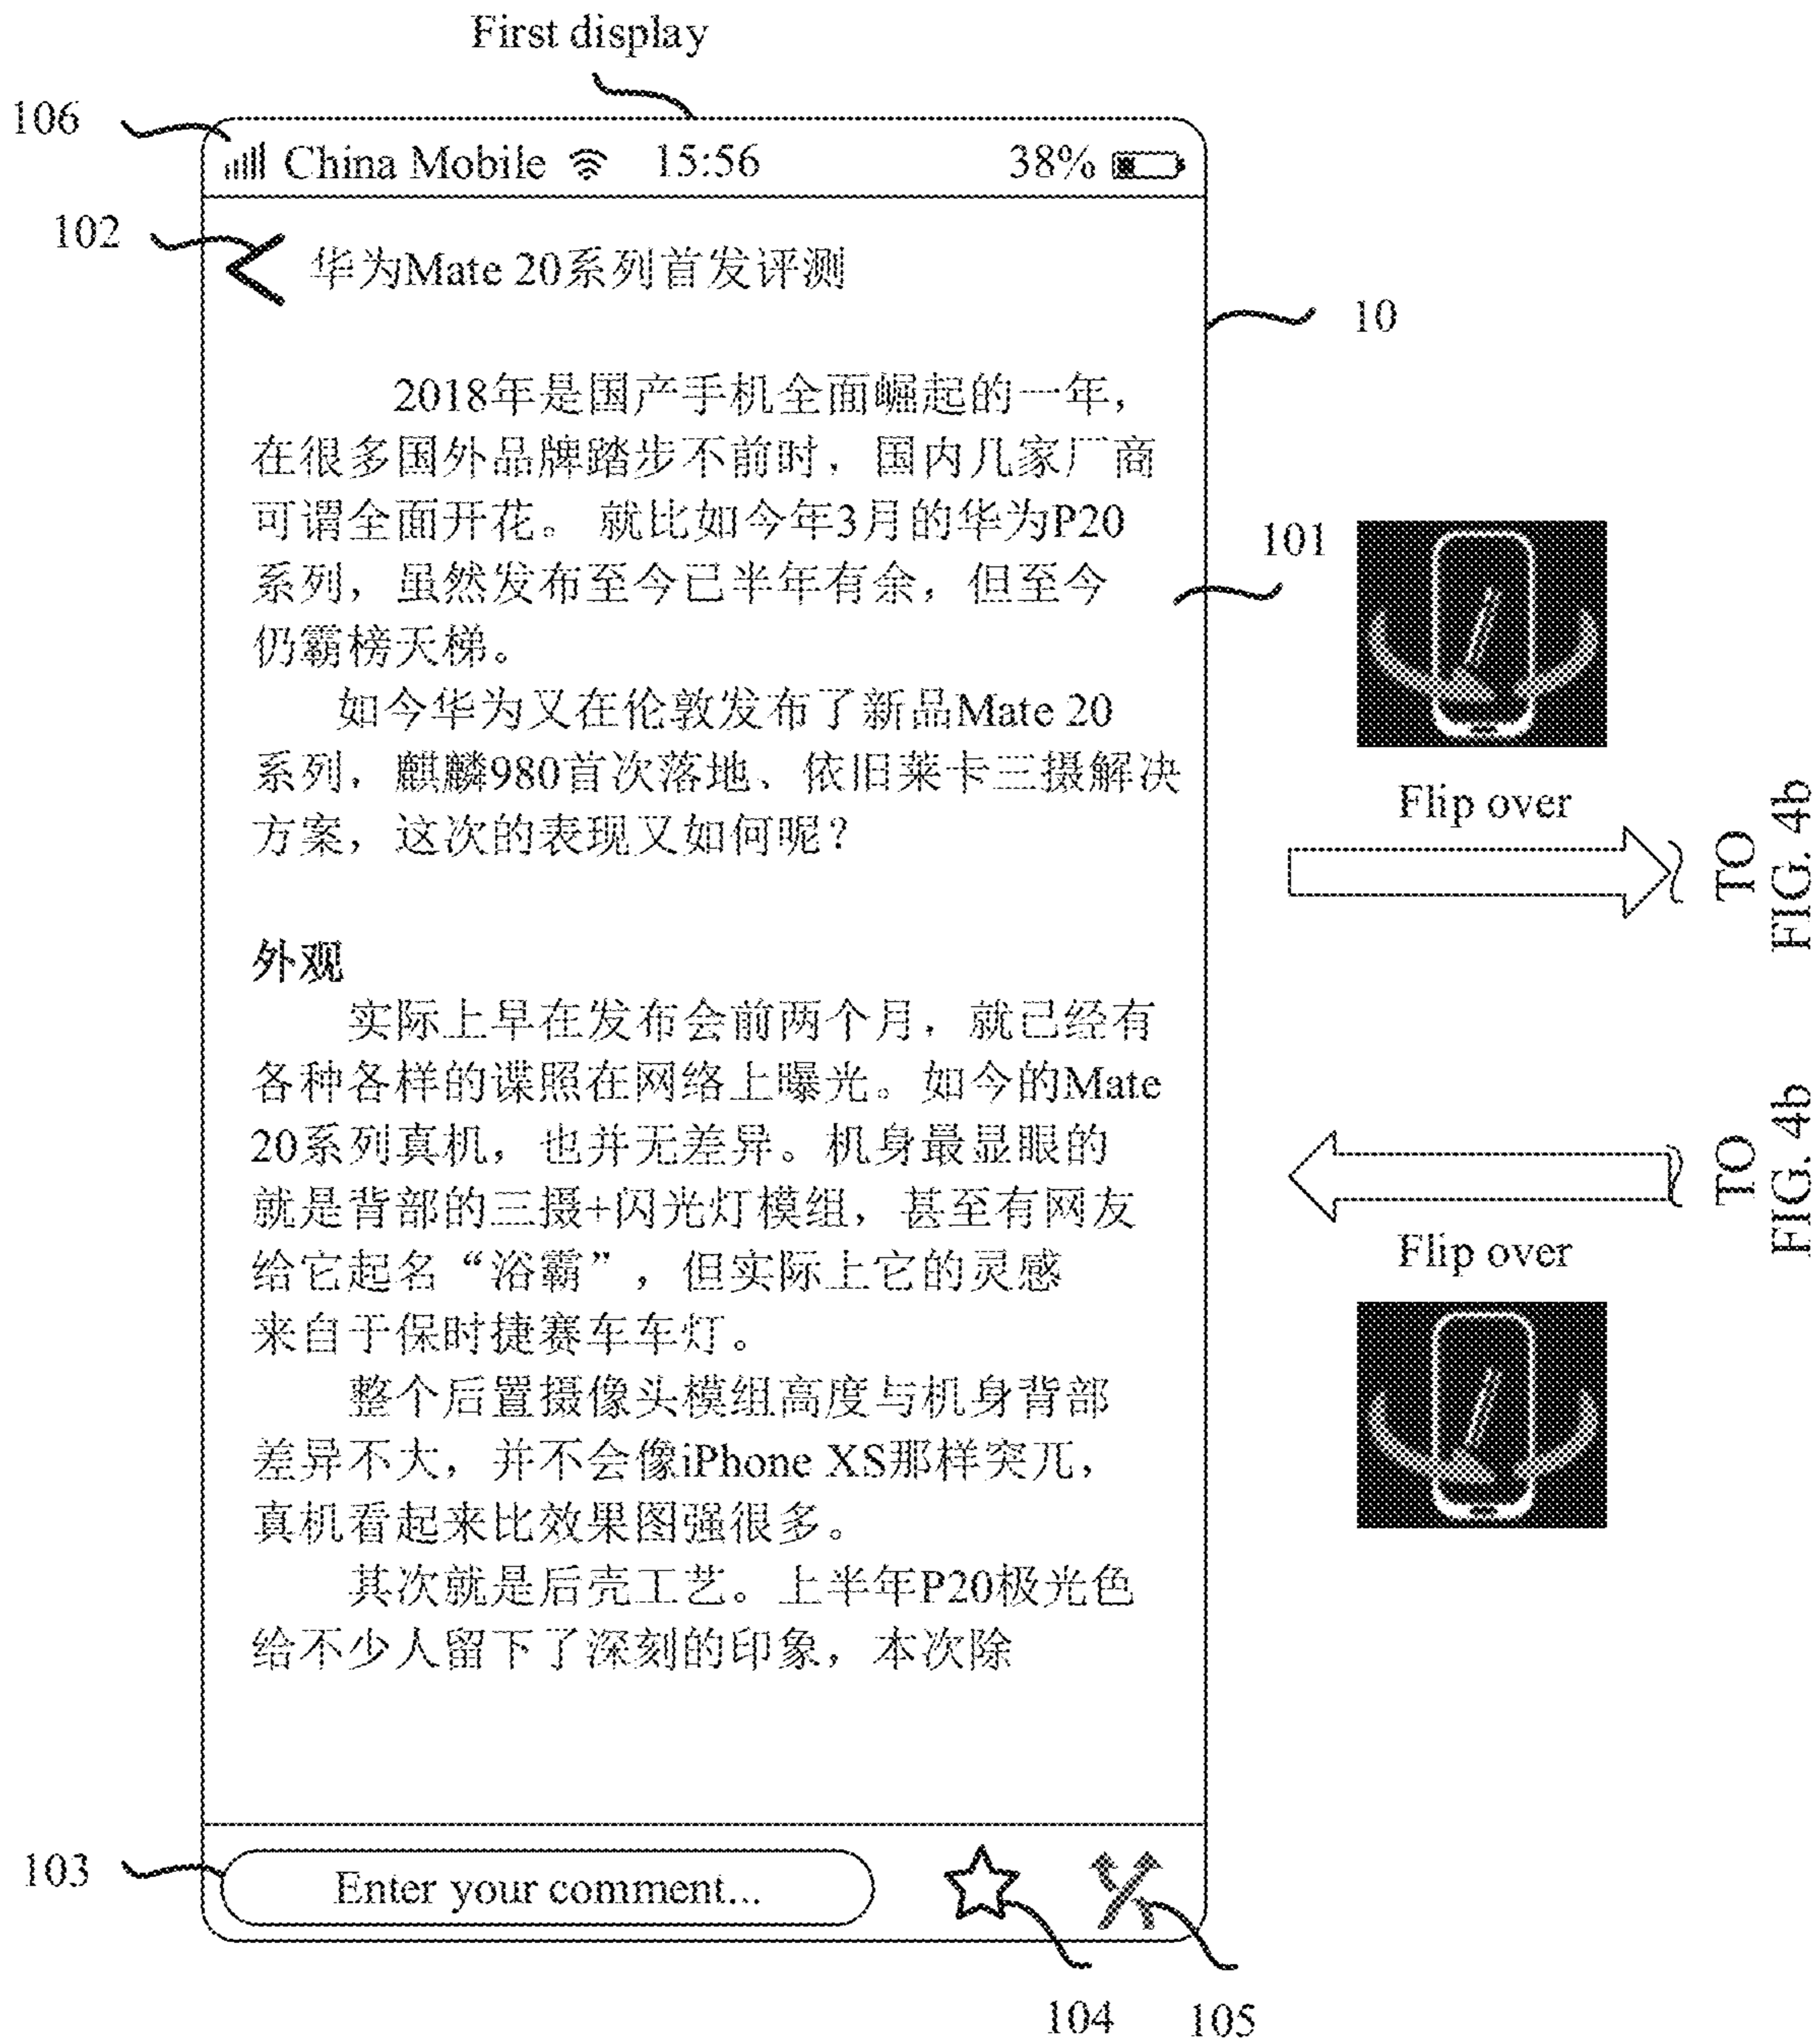 First display
106
China Mobile 15:56 38%
102
华为Mate 20系列首发评测
10
2018年是国产手机全面崛起的一年，
在很多国外品牌踏步不前时，国内几家厂商
可谓全面开花。 就比如今年3月的华为P20
系列，虽然发布至今已半年有余，但至今
仍霸榜天梯。
101
如今华为又在伦敦发布了新品Mate 20
系列，麒麟980首次落地、依旧莱卡三摄解决
方案，这次的表现又如何呢？
Flip over
TO
FIG. 4b
外观
实际上早在发布会前两个月，就已经有
各种各样的谍照在网络上曝光。如今的Mate
20系列真机，也并无差异。机身最显眼的
就是背部的三摄+闪光灯模组，甚至有网友
给它起名“浴霸”，但实际上它的灵感
来自于保时捷赛车车灯。
TO
FIG. 4b
Flip over
整个后置摄像头模组高度与机身背部
差异不大，并不会像iPhone XS那样突兀，
真机看起来比效果图强很多。
其次就是后壳工艺。上半年P20极光色
给不少人留下了深刻的印象，本次除
103
Enter your comment...
104
105